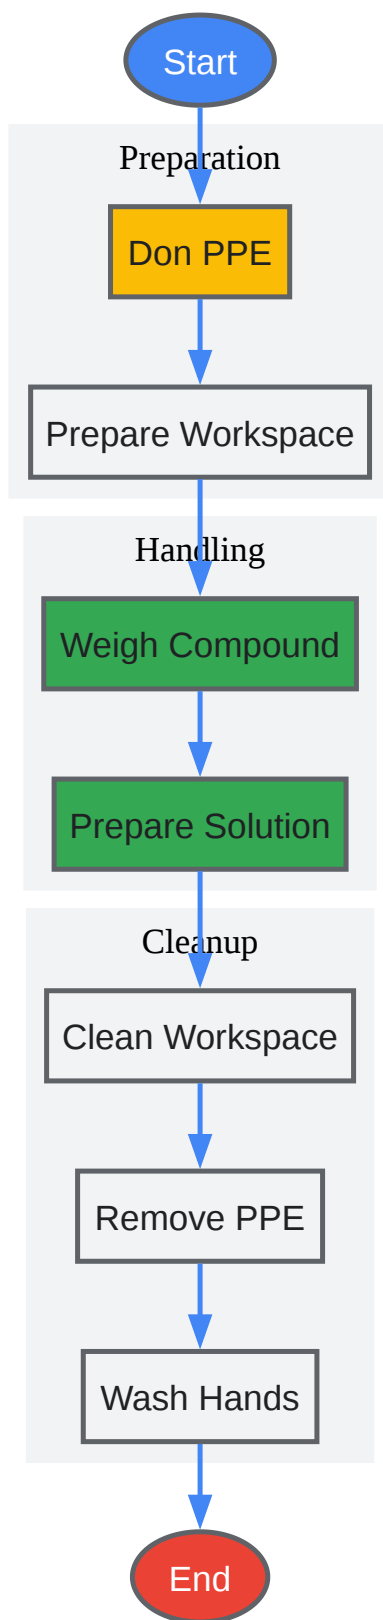 Start
Preparation
Don PPE
Prepare Workspace
Handling
Weigh Compound
Prepare Solution
Cleanup
Clean Workspace
Remove PPE
Wash Hands
End